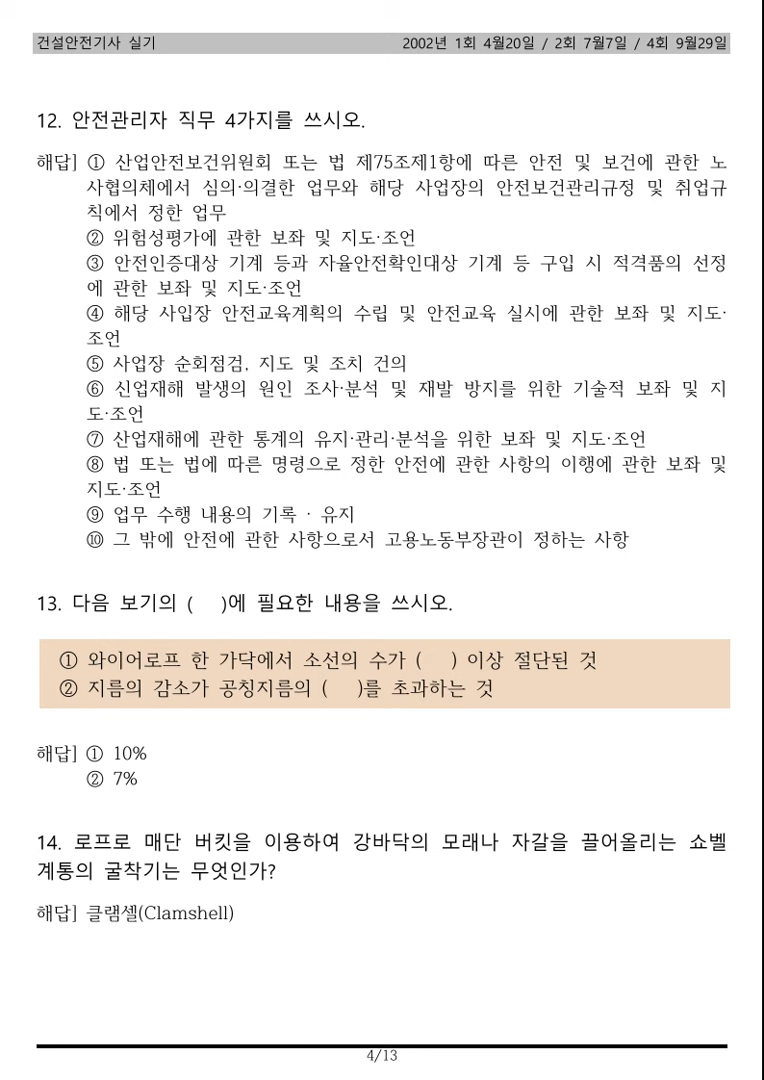 건설안전기사 실기
2002년 1회 4월20일 / 2회 7월7일 / 4회 9월29일
12. 안전관리자 직무 4가지를 쓰시오.
해답] ① 산업안전보건위원회 또는 법 제75조제1항에 따른 안전 및 보건에 관한 노
사협의체에서 심의·의결한 업무와 해당 사업장의 안전보건관리규정 및 취업규
칙에서 정한 업무
② 위험성평가에 관한 보좌 및 지도·조언
③ 안전인증대상 기계 등과 자율안전확인대상 기계 등 구입 시 적격품의 선정
에 관한 보좌 및 지도·조언
④ 해당 사입장 안전교육계획의 수립 및 안전교육 실시에 관한 보좌 및 지도·
조언
⑤ 사업장 순회점검, 지도 및 조치 건의
⑥ 신업재해 발생의 원인 조사·분석 및 재발 방지를 위한 기술적 보좌 및 지
도·조언
⑦ 산업재해에 관한 통계의 유지·관리·분석을 위한 보좌 및 지도·조언
⑧ 법 또는 법에 따른 명령으로 정한 안전에 관한 사항의 이행에 관한 보좌 및
지도·조언
⑨ 업무 수행 내용의 기록 · 유지
⑩ 그 밖에 안전에 관한 사항으로서 고용노동부장관이 정하는 사항
13. 다음 보기의 (   )에 필요한 내용을 쓰시오.
① 와이어로프 한 가닥에서 소선의 수가 (   ) 이상 절단된 것
② 지름의 감소가 공칭지름의 (   )를 초과하는 것
해답] ① 10%
② 7%
14. 로프로 매단 버킷을 이용하여 강바닥의 모래나 자갈을 끌어올리는 쇼벨
계통의 굴착기는 무엇인가?
해답] 클램셸(Clamshell)
4/13